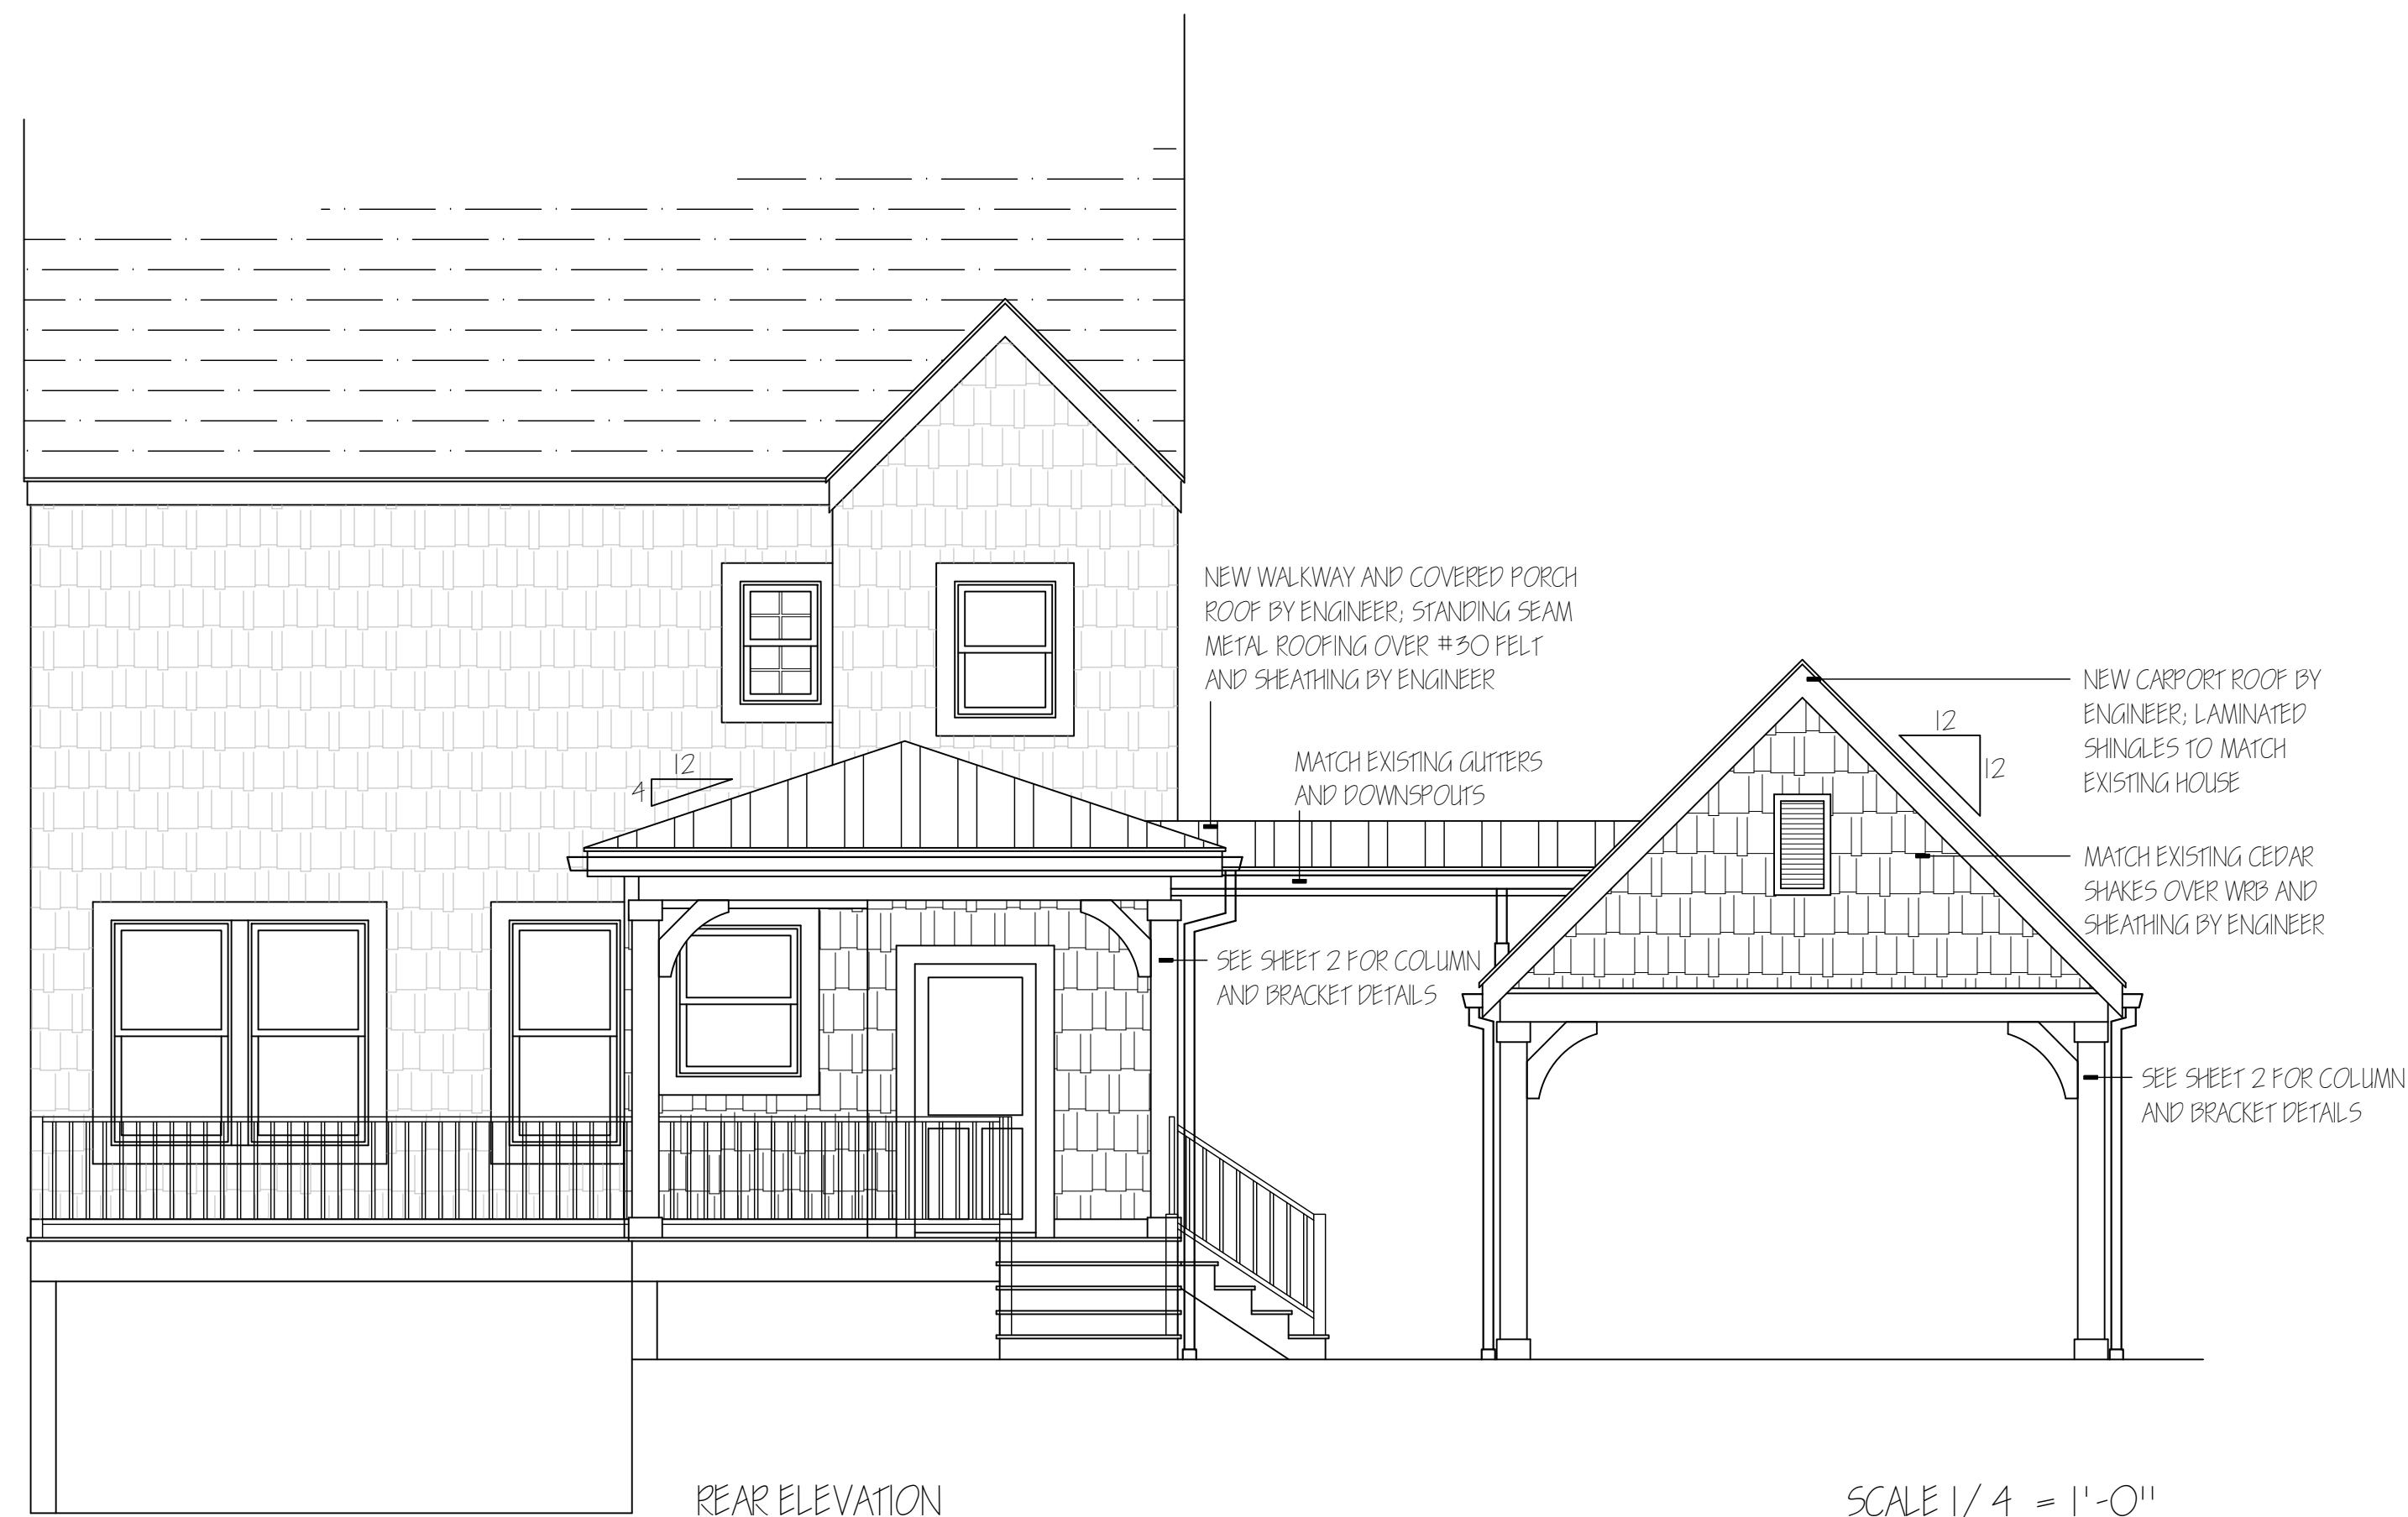 NEW WALKWAY AND COVERED PORCH
ROOF BY ENGINEER; STANDING SEAM
METAL ROOFING OVER #30 FELT
AND SHEATHING BY ENGINEER
MATCH EXISTING GUTTERS
AND DOWNSPOUTS
12
4
NEW CARPORT ROOF BY
ENGINEER; LAMINATED
SHINGLES TO MATCH
EXISTING HOUSE
12
12
MATCH EXISTING CEDAR
SHAKES OVER WRB AND
SHEATHING BY ENGINEER
SEE SHEET 2 FOR COLUMN
AND BRACKET DETAILS
SEE SHEET 2 FOR COLUMN
AND BRACKET DETAILS
REAR ELEVATION
SCALE 1/4 = 1'-0"